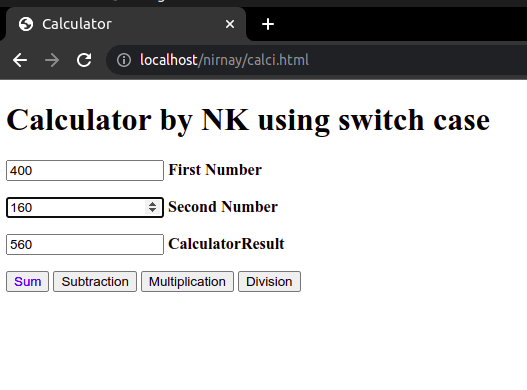 Calculator
localhost/nirnay/calci.html
Calculator by NK using switch case
400 First Number
160 Second Number
560 CalculatorResult
Sum Subtraction Multiplication Division